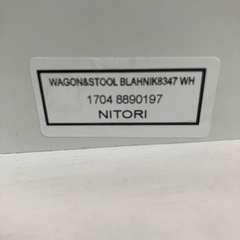 WAGON&STOOL BLAHNIK8347 WH
1704 8890197
NITORI